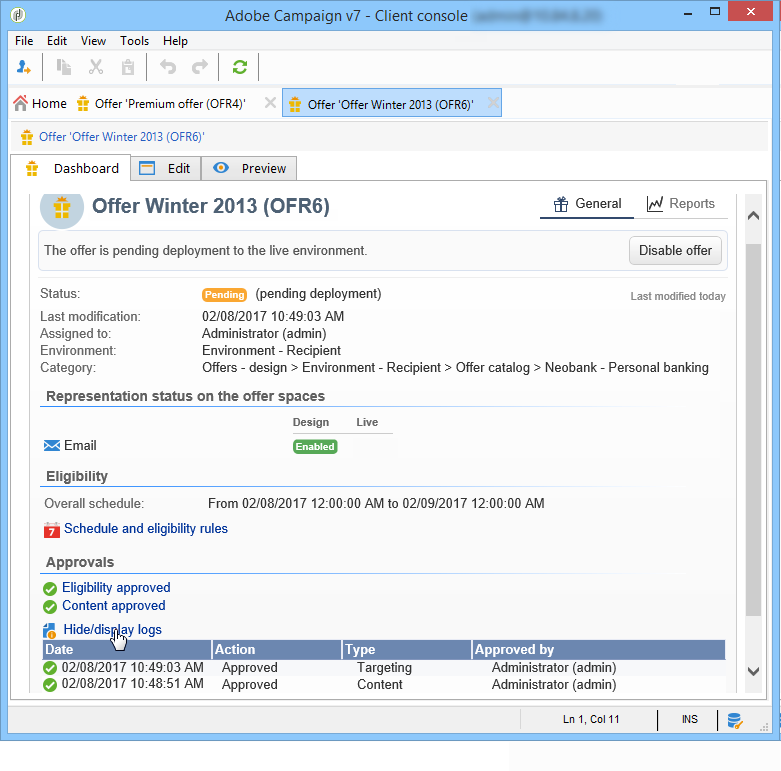 Adobe Campaign v7 - Client console
File Edit View Tools Help
Home Offer 'Premium offer (OFR4)' Offer 'Offer Winter 2013 (OFR6)'
Offer 'Offer Winter 2013 (OFR6)'
Dashboard Edit Preview
Offer Winter 2013 (OFR6) General Reports
The offer is pending deployment to the live environment. Disable offer
Status: Pending (pending deployment) Last modified today
Last modification: 02/08/2017 10:49:03 AM
Assigned to: Administrator (admin)
Environment: Environment - Recipient
Category: Offers - design > Environment - Recipient > Offer catalog > Neobank - Personal banking
Representation status on the offer spaces
Design Live
Email Enabled
Eligibility
Overall schedule: From 02/08/2017 12:00:00 AM to 02/09/2017 12:00:00 AM
7 Schedule and eligibility rules
Approvals
Eligibility approved
Content approved
Hide/display logs
Date Action Type Approved by
02/08/2017 10:49:03 AM Approved Targeting Administrator (admin)
02/08/2017 10:48:51 AM Approved Content Administrator (admin)
Ln 1, Col 11 INS